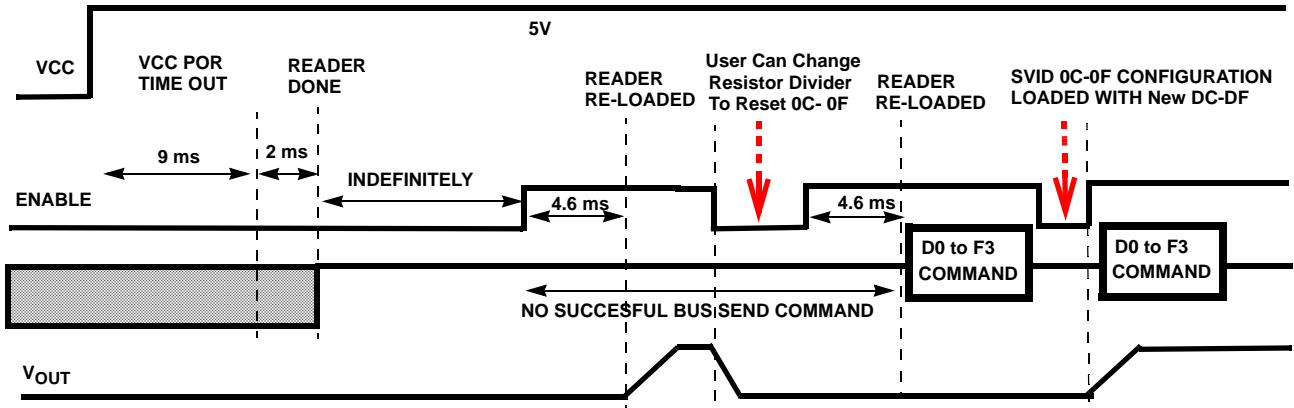 5V
VCC
VCC POR
TIME OUT
READER
DONE
READER
RE-LOADED
User Can Change
Resistor Divider
To Reset 0C- 0F
READER
RE-LOADED
SVID 0C-0F CONFIGURATION
LOADED WITH New DC-DF
9 ms
2 ms
INDEFINITELY
ENABLE
4.6 ms
4.6 ms
D0 to F3
COMMAND
D0 to F3
COMMAND
NO SUCCESFUL BUS SEND COMMAND
VOUT